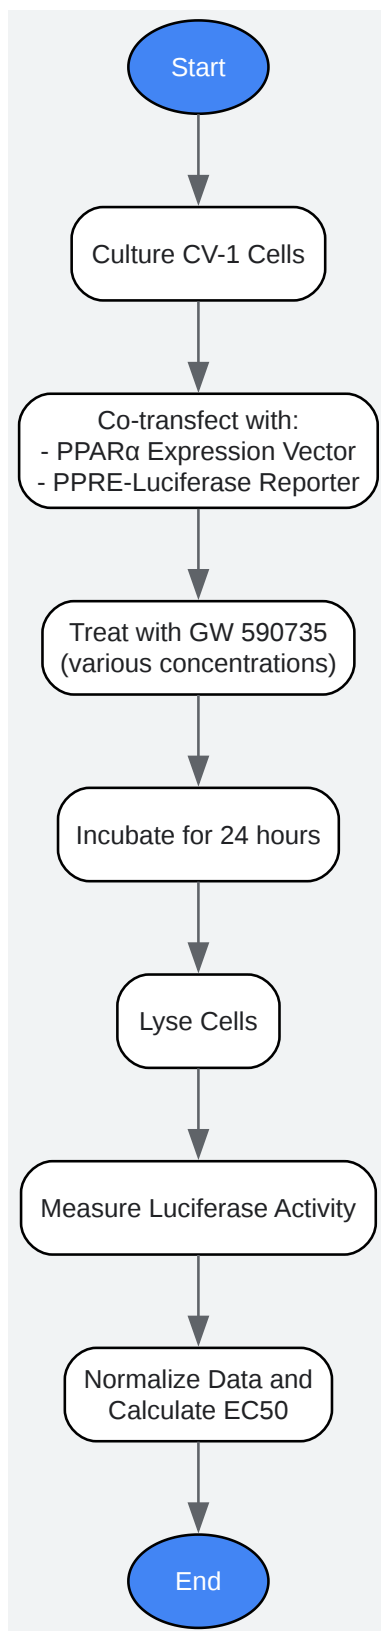 Start
Culture CV-1 Cells
Co-transfect with:
- PPARα Expression Vector
- PPRE-Luciferase Reporter
Treat with GW 590735
(various concentrations)
Incubate for 24 hours
Lyse Cells
Measure Luciferase Activity
Normalize Data and
Calculate EC50
End